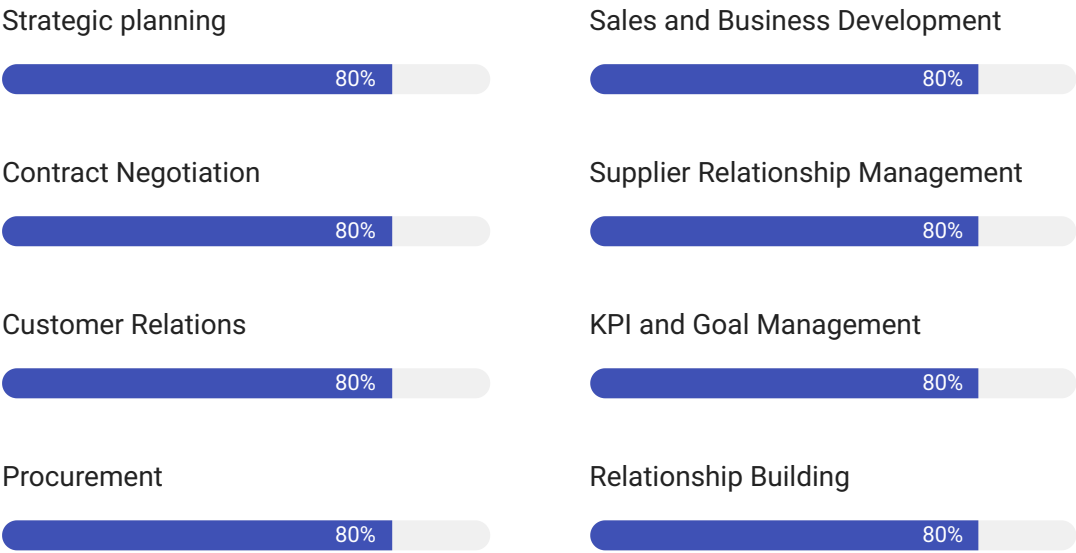 Strategic planning
80%
Sales and Business Development
80%
Contract Negotiation
80%
Supplier Relationship Management
80%
Customer Relations
80%
KPI and Goal Management
80%
Procurement
80%
Relationship Building
80%